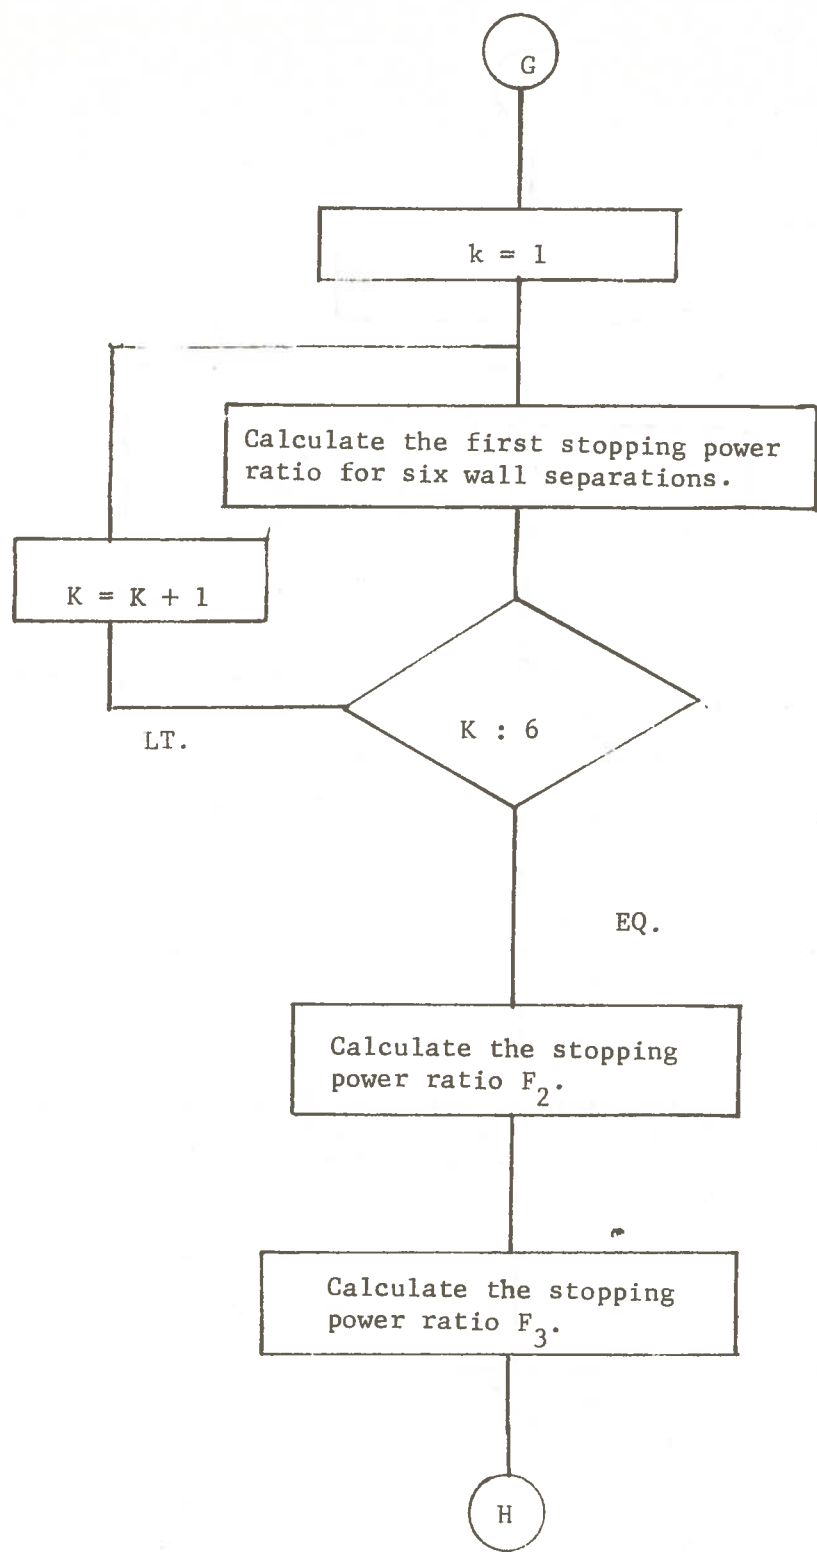 G
k = 1
Calculate the first stopping power
ratio for six wall separations.
K = K + 1
K : 6
LT.
EQ.
Calculate the stopping
power ratio F₂.
Calculate the stopping
power ratio F₃.
H